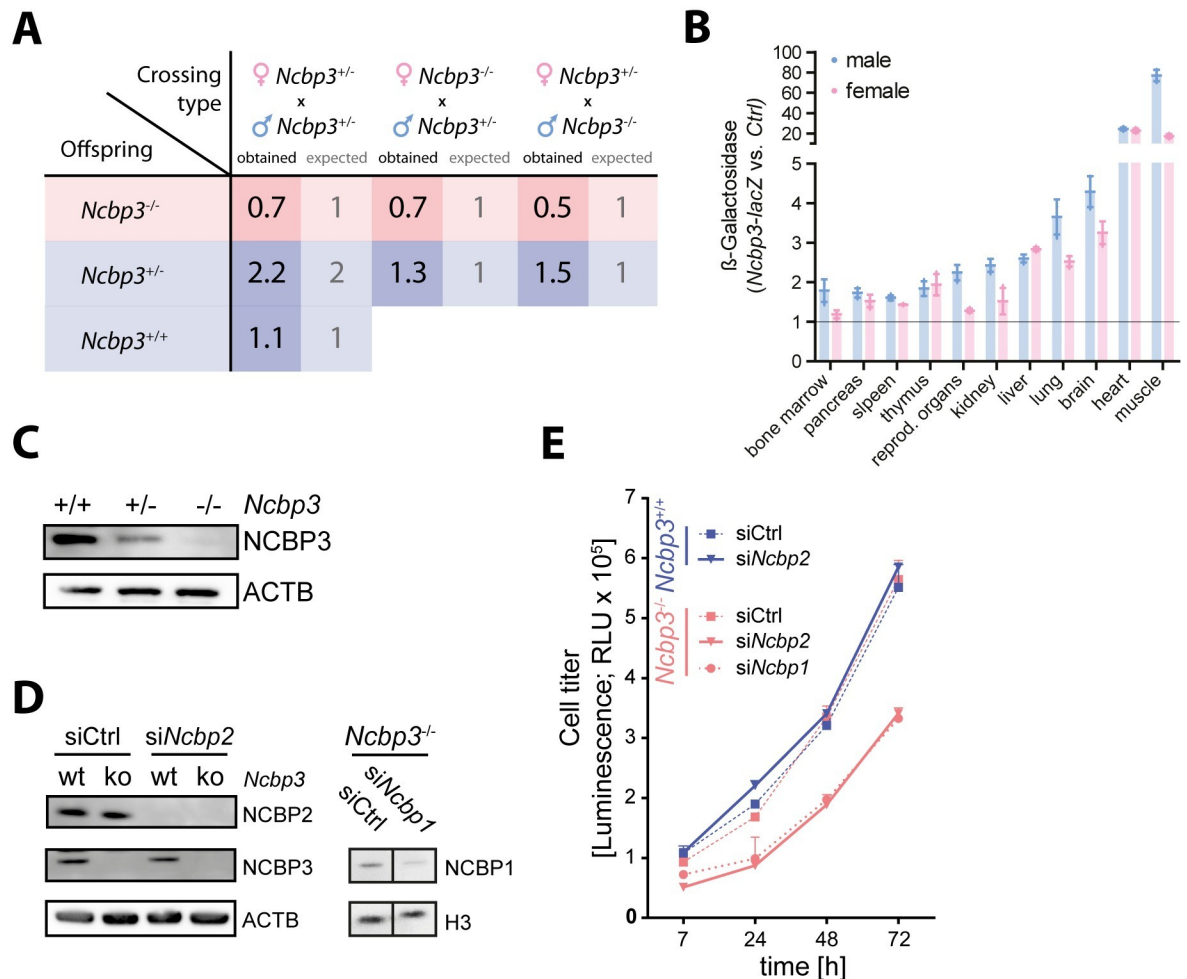 A
Crossing type
Offspring
♀ Ncbp3+/-
x
♂ Ncbp3+/-
♀ Ncbp3-/-
x
♂ Ncbp3+/-
♀ Ncbp3+/-
x
♂ Ncbp3-/-
obtained expected obtained expected obtained expected
Ncbp3-/- 0.7 1 0.7 1 0.5 1
Ncbp3+/- 2.2 2 1.3 1 1.5 1
Ncbp3+/+ 1.1 1
B
ß-Galactosidase
(Ncbp3-lacZ vs. Ctrl)
100
80
60
40
20
5
4
3
2
1
0
male
female
bone marrow
pancreas
slpeen
thymus
reprod. organs
kidney
liver
lung
brain
heart
muscle
C
+/+ +/- -/- Ncbp3
NCBP3
ACTB
D
siCtrl siNcbp2
wt ko wt ko Ncbp3
NCBP2
NCBP3
ACTB
Ncbp3-/-
siCtrl
siNcbp1
NCBP1
H3
E
Cell titer
[Luminescence; RLU x 10⁵]
7
6
5
4
3
2
1
0
Ncbp3+/+
siCtrl
siNcbp2
Ncbp3-/-
siCtrl
siNcbp2
siNcbp1
7 24 48 72
time [h]